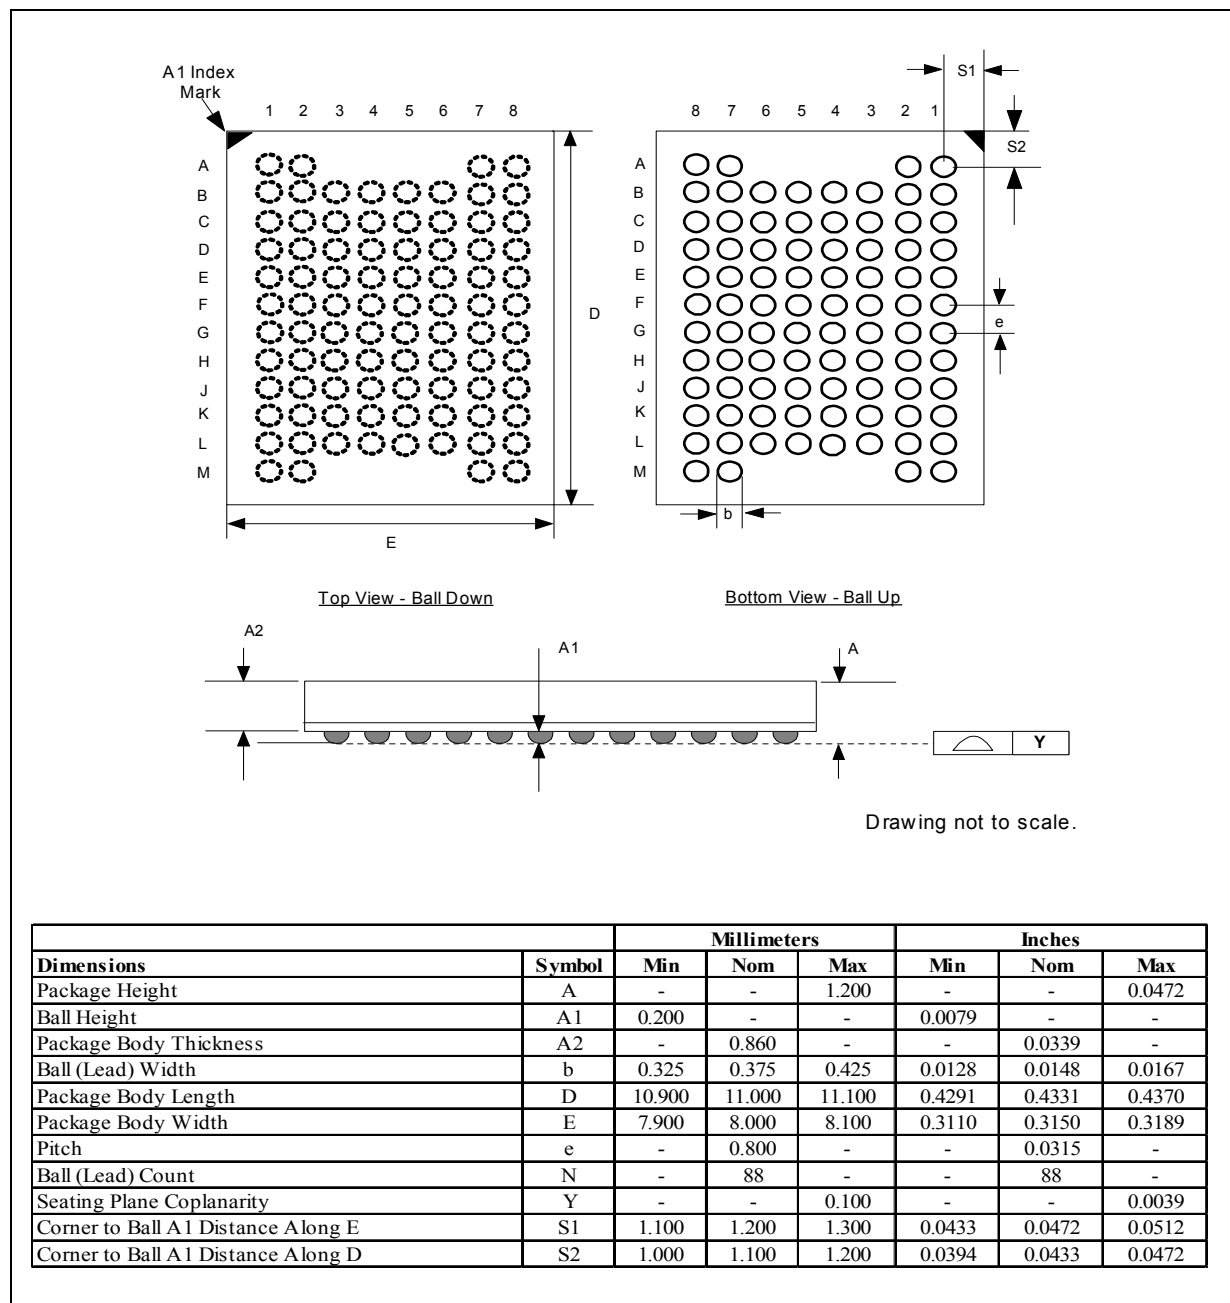 A1 Index
Mark
1 2 3 4 5 6 7 8
8 7 6 5 4 3 2 1
S1
S2
A
B
C
D
E
F
G
H
J
K
L
M
D
E
A
B
C
D
E
F
G
H
J
K
L
M
e
b
Top View - Ball Down
Bottom View - Ball Up
A2
A1
A
Y
Drawing not to scale.
Millimeters Inches
Dimensions Symbol Min Nom Max Min Nom Max
Package Height A - - 1.200 - - 0.0472
Ball Height A1 0.200 - - 0.0079 - -
Package Body Thickness A2 - 0.860 - - 0.0339 -
Ball (Lead) Width b 0.325 0.375 0.425 0.0128 0.0148 0.0167
Package Body Length D 10.900 11.000 11.100 0.4291 0.4331 0.4370
Package Body Width E 7.900 8.000 8.100 0.3110 0.3150 0.3189
Pitch e - 0.800 - - 0.0315 -
Ball (Lead) Count N - 88 - - 88 -
Seating Plane Coplanarity Y - - 0.100 - - 0.0039
Corner to Ball A1 Distance Along E S1 1.100 1.200 1.300 0.0433 0.0472 0.0512
Corner to Ball A1 Distance Along D S2 1.000 1.100 1.200 0.0394 0.0433 0.0472